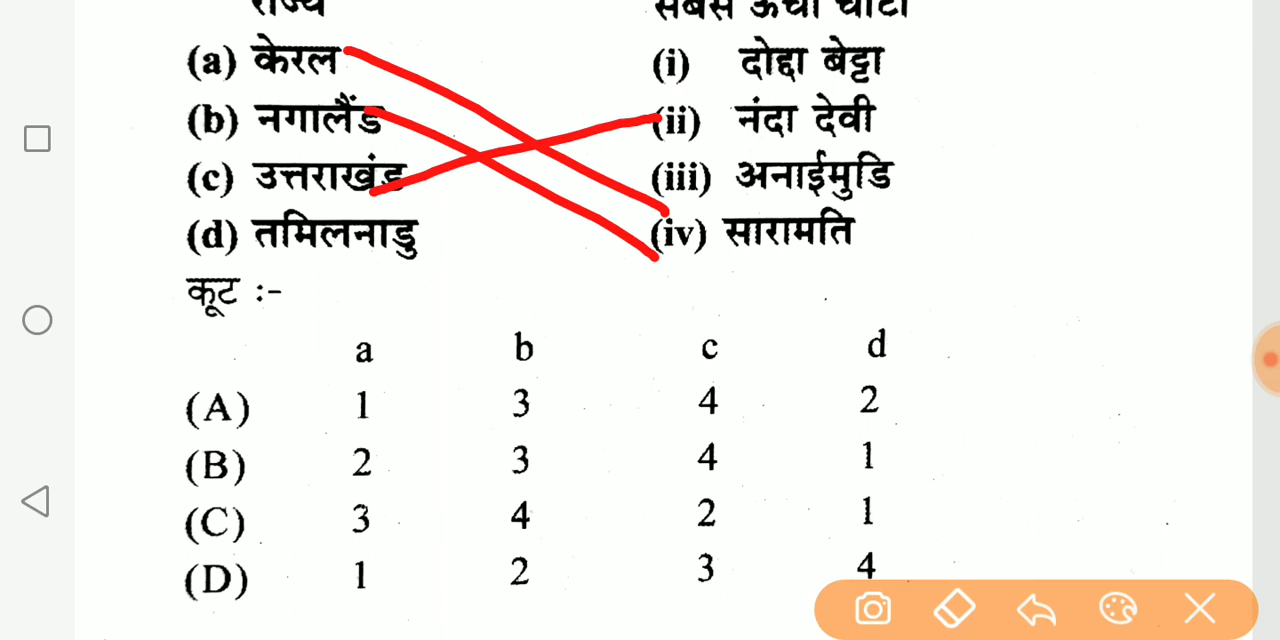 राज्य सबसे ऊँची चोटी
(a) केरल (i) दोद्दा बेट्टा
(b) नगालैंड (ii) नंदा देवी
(c) उत्तराखंड (iii) अनाईमुडि
(d) तमिलनाडु (iv) सारामति
कूट :-
a b c d
(A) 1 3 4 2
(B) 2 3 4 1
(C) 3 4 2 1
(D) 1 2 3 4